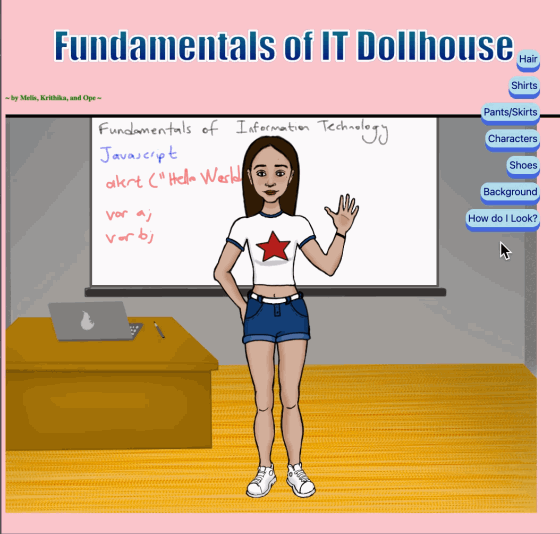 Fundamentals of IT Dollhouse
Hair
Shirts
~ by Melis, Krithika, and Ope ~
Pants/Skirts
Characters
Shoes
Background
How do I Look?
Fundamentals of Information Technology
Javascript
alert ("Hello World
var a;
var b;